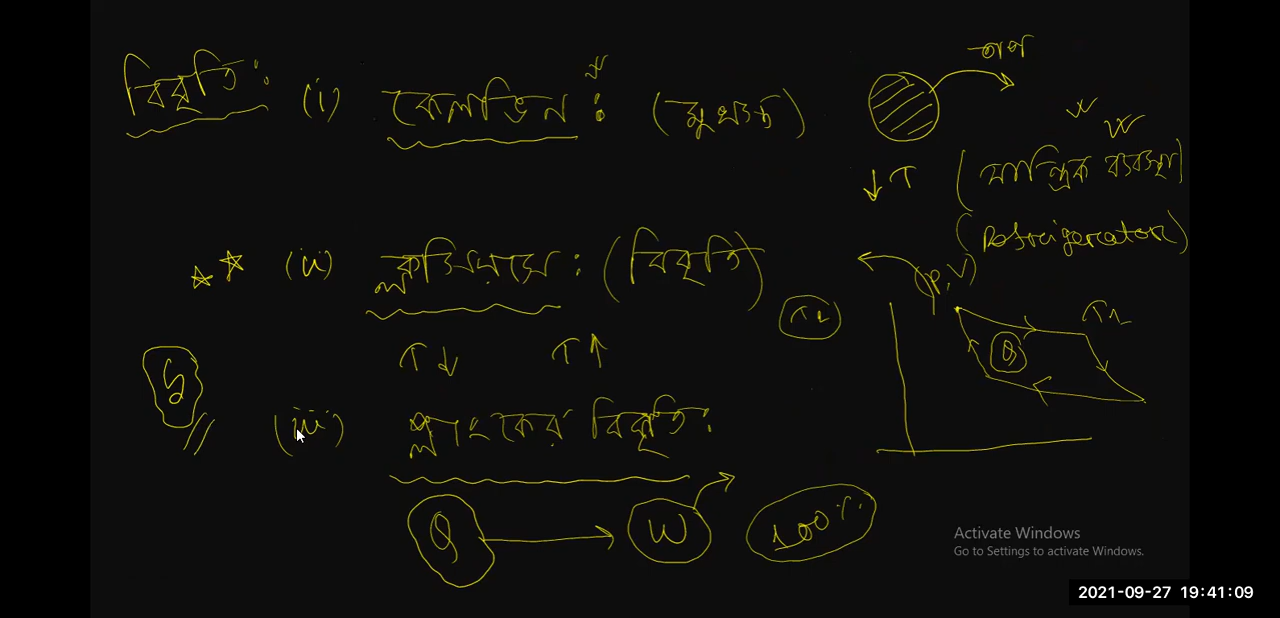 বিবৃতি:
(i) কেলভিন : (মুখ্যত)
তাপ
↓ T
(যান্ত্রিক ব্যবস্থা)
(Refrigerator)
(ii) ক্লসিয়াসে : (বিবৃতি)
(P, V)
T↓ T↑
Q
(iii) প্লাংকের বিবৃতি:
Q → W 100%
Activate Windows
Go to Settings to activate Windows.
2021-09-27 19:41:09